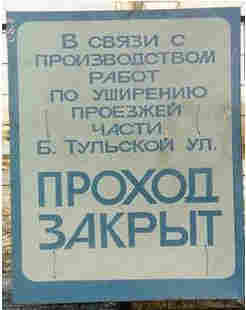 В СВЯЗИ С
ПРОИЗВОДСТВОМ
РАБОТ
ПО УШИРЕНИЮ
ПРОЕЗЖЕЙ
ЧАСТИ
Б. ТУЛЬСКОЙ УЛ.
ПРОХОД
ЗАКРЫТ